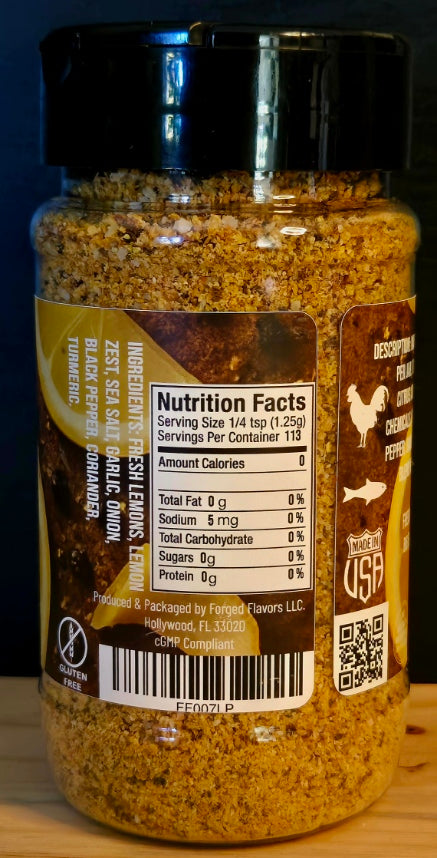 INGREDIENTS: FRESH LEMONS, LEMON
ZEST, SEA SALT, GARLIC, ONION,
BLACK PEPPER, CORIANDER,
TURMERIC.
Nutrition Facts
Serving Size 1/4 tsp (1.25g)
Servings Per Container 113
Amount Calories 0
Total Fat 0 g 0%
Sodium 5 mg 0%
Total Carbohydrate 0%
Sugars 0g 0%
Protein 0g 0%
Produced & Packaged by Forged Flavors LLC.
Hollywood, FL 33020
cGMP Compliant
GLUTEN
FREE
FF007LP
MADE IN
USA